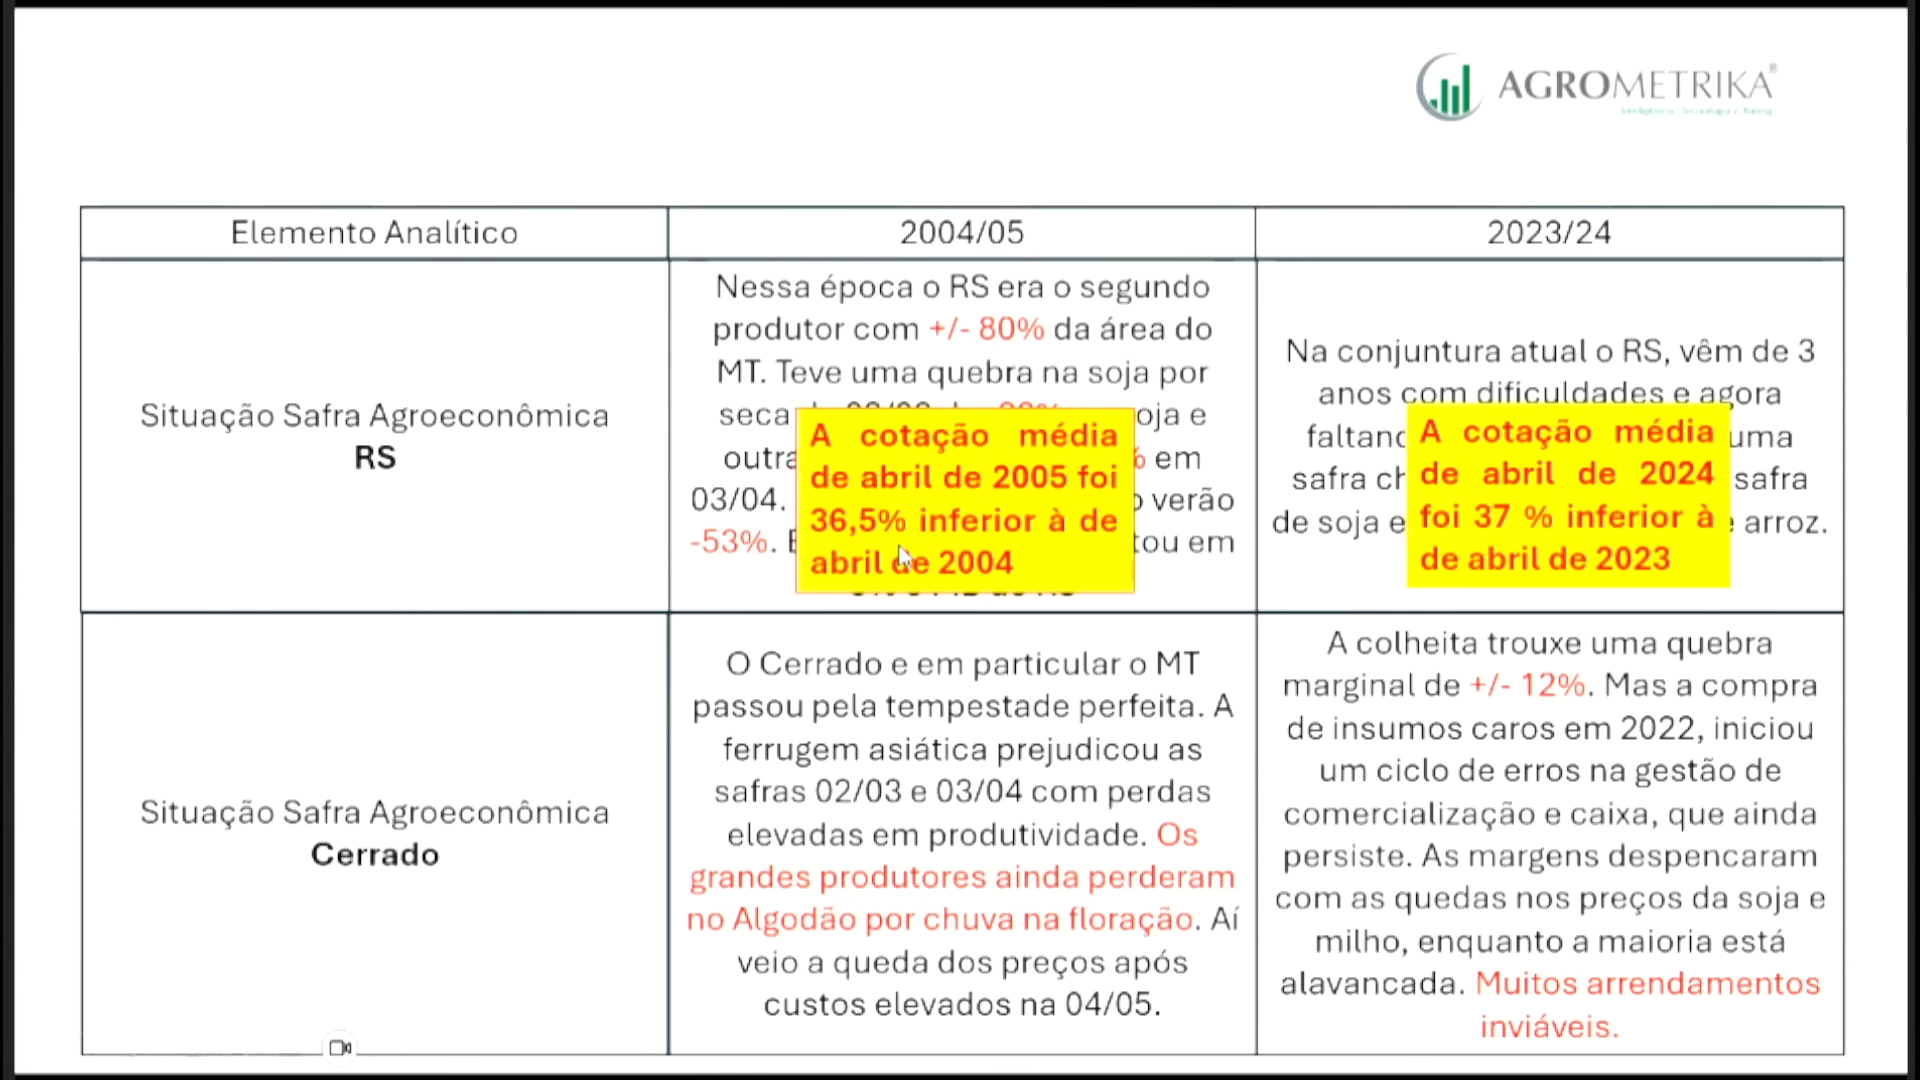 AGROMETRIKA
Elemento Analítico
2004/05
2023/24
Situação Safra Agroeconômica
RS
Nessa época o RS era o segundo
produtor com +/- 80% da área do
MT. Teve uma quebra na soja por
seca
e
outra
em
03/04.
verão
-53%.
em
A cotação média
de abril de 2005 foi
36,5% inferior à de
abril de 2004
Na conjuntura atual o RS, vêm de 3
anos com dificuldades e agora
uma
safra
safra
de soja e
arroz.
A cotação média
de abril de 2024
foi 37 % inferior à
de abril de 2023
Situação Safra Agroeconômica
Cerrado
O Cerrado e em particular o MT
passou pela tempestade perfeita. A
ferrugem asiática prejudicou as
safras 02/03 e 03/04 com perdas
elevadas em produtividade. Os
grandes produtores ainda perderam
no Algodão por chuva na floração. Aí
veio a queda dos preços após
custos elevados na 04/05.
A colheita trouxe uma quebra
marginal de +/- 12%. Mas a compra
de insumos caros em 2022, iniciou
um ciclo de erros na gestão de
comercialização e caixa, que ainda
persiste. As margens despencaram
com as quedas nos preços da soja e
milho, enquanto a maioria está
alavancada. Muitos arrendamentos
inviáveis.